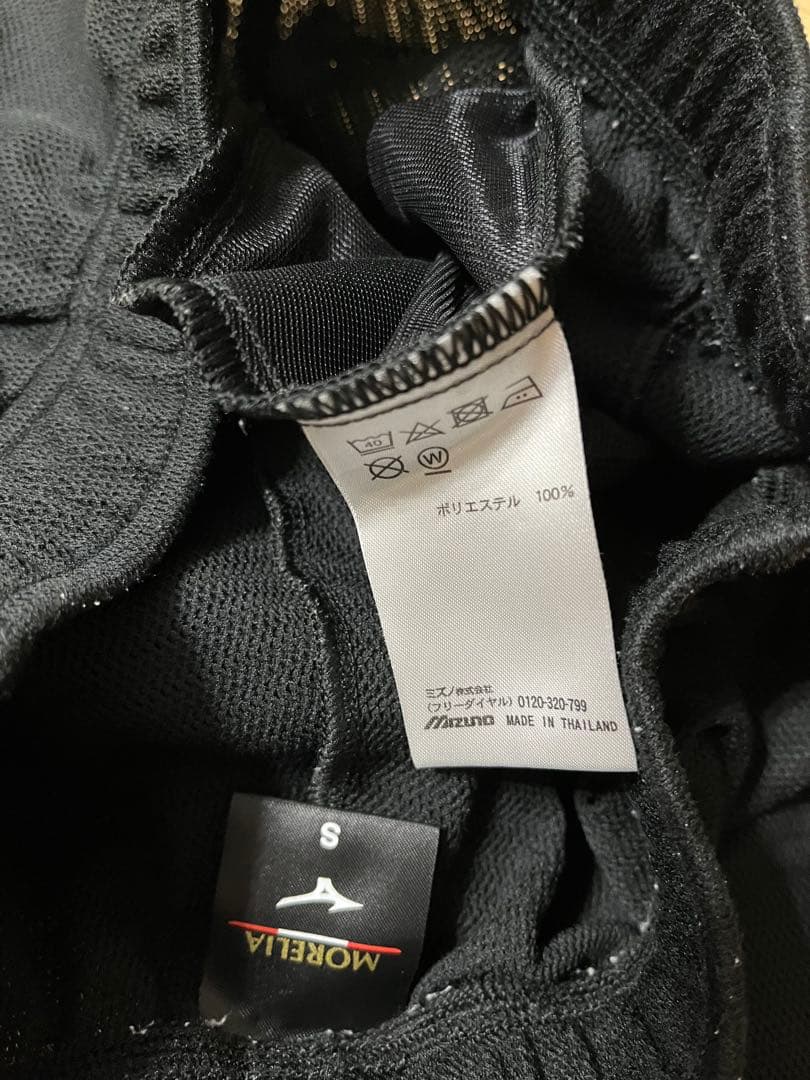 40
W
ポリエステル 100%
ミズノ株式会社
(フリーダイヤル) 0120-320-799
MIZUNO MADE IN THAILAND
S
MORELIA